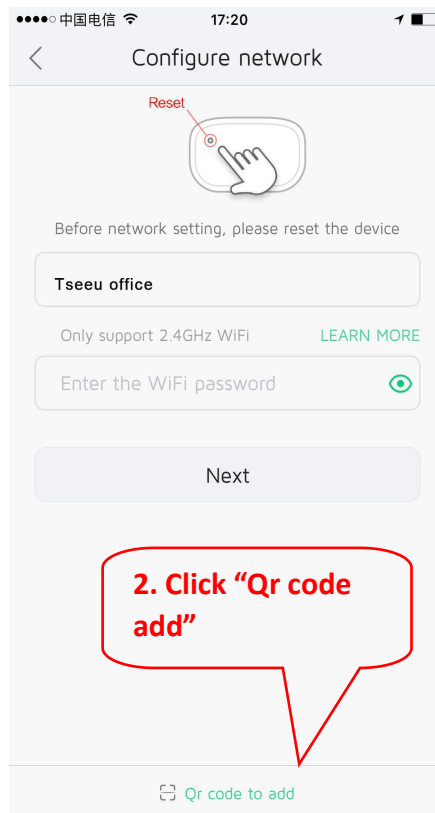 中国电信 17:20
Configure network
Reset
Before network setting, please reset the device
Tseeu office
Only support 2.4GHz WiFi LEARN MORE
Enter the WiFi password
Next
2. Click “Qr code
add”
Qr code to add